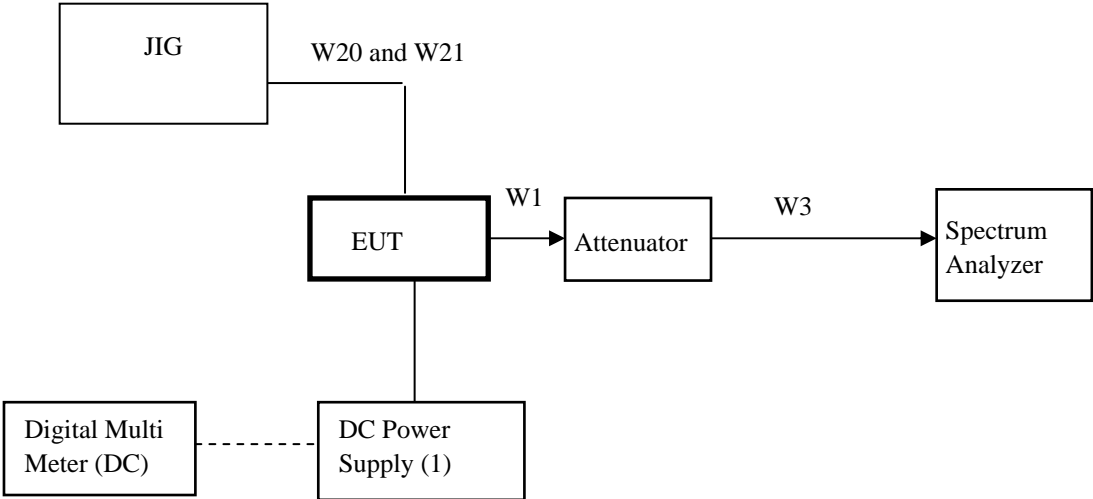 JIG
W20 and W21
W1
W3
EUT
Attenuator
Spectrum
Analyzer
Digital Multi
Meter (DC)
DC Power
Supply (1)